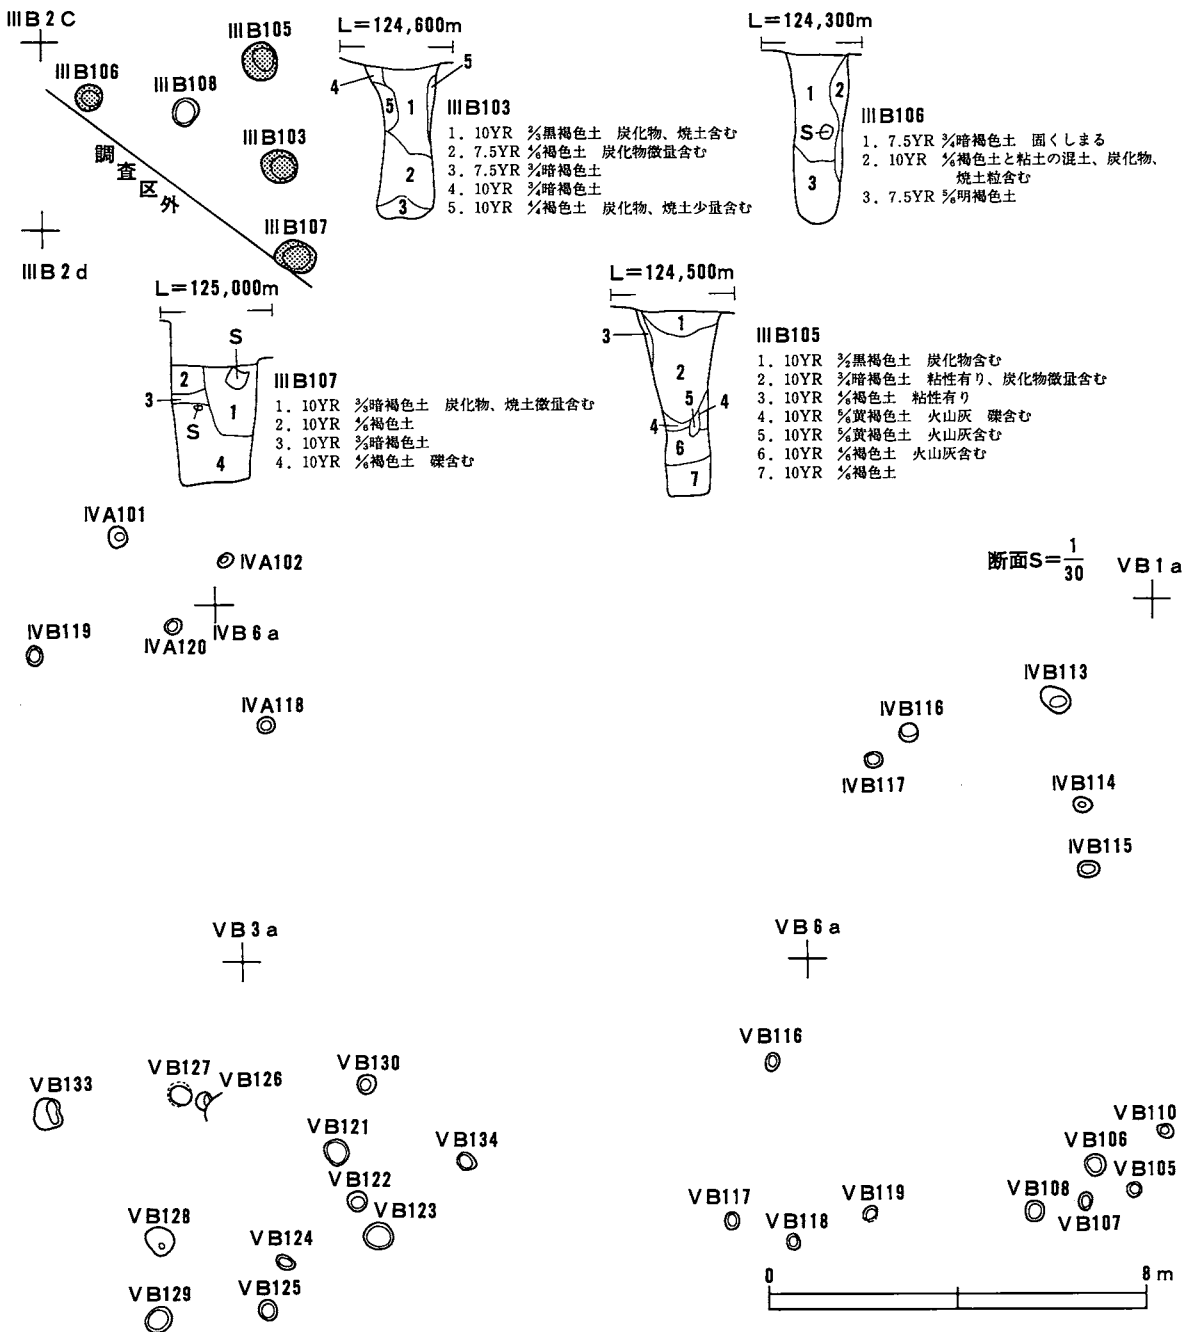 ⅢB2C
ⅢB105
ⅢB106
ⅢB108
ⅢB103
調査区外
ⅢB107
ⅢB2d
L=124,600m
4
5
5
1
2
3
ⅢB103
1. 10YR 2/3黒褐色土 炭化物、焼土含む
2. 7.5YR 4/6褐色土 炭化物微量含む
3. 7.5YR 3/4暗褐色土
4. 10YR 3/4暗褐色土
5. 10YR 4/4褐色土 炭化物、焼土少量含む
L=124,300m
1
2
S
3
ⅢB106
1. 7.5YR 3/4暗褐色土 固くしまる
2. 10YR 4/6褐色土と粘土の混土、炭化物、
焼土粒含む
3. 7.5YR 5/6明褐色土
L=125,000m
S
2
3
1
S
4
ⅢB107
1. 10YR 3/3暗褐色土 炭化物、焼土微量含む
2. 10YR 4/6褐色土
3. 10YR 3/4暗褐色土
4. 10YR 4/6褐色土 礫含む
L=124,500m
1
3
2
5
4
4
6
7
ⅢB105
1. 10YR 3/2黒褐色土 炭化物含む
2. 10YR 3/4暗褐色土 粘性有り、炭化物微量含む
3. 10YR 4/6褐色土 粘性有り
4. 10YR 5/6黄褐色土 火山灰 礫含む
5. 10YR 5/6黄褐色土 火山灰含む
6. 10YR 4/6褐色土 火山灰含む
7. 10YR 4/6褐色土
ⅣA101
ⅣA102
ⅣB6a
ⅣB119
ⅣA120
ⅣA118
断面S=1/30
ⅤB1a
ⅣB113
ⅣB116
ⅣB117
ⅣB114
ⅣB115
ⅤB3a
ⅤB6a
ⅤB116
ⅤB133
ⅤB127
ⅤB126
ⅤB130
ⅤB121
ⅤB134
ⅤB122
ⅤB123
ⅤB128
ⅤB124
ⅤB129
ⅤB125
ⅤB110
ⅤB106
ⅤB105
ⅤB108
ⅤB107
ⅤB117
ⅤB119
ⅤB118
0 8m